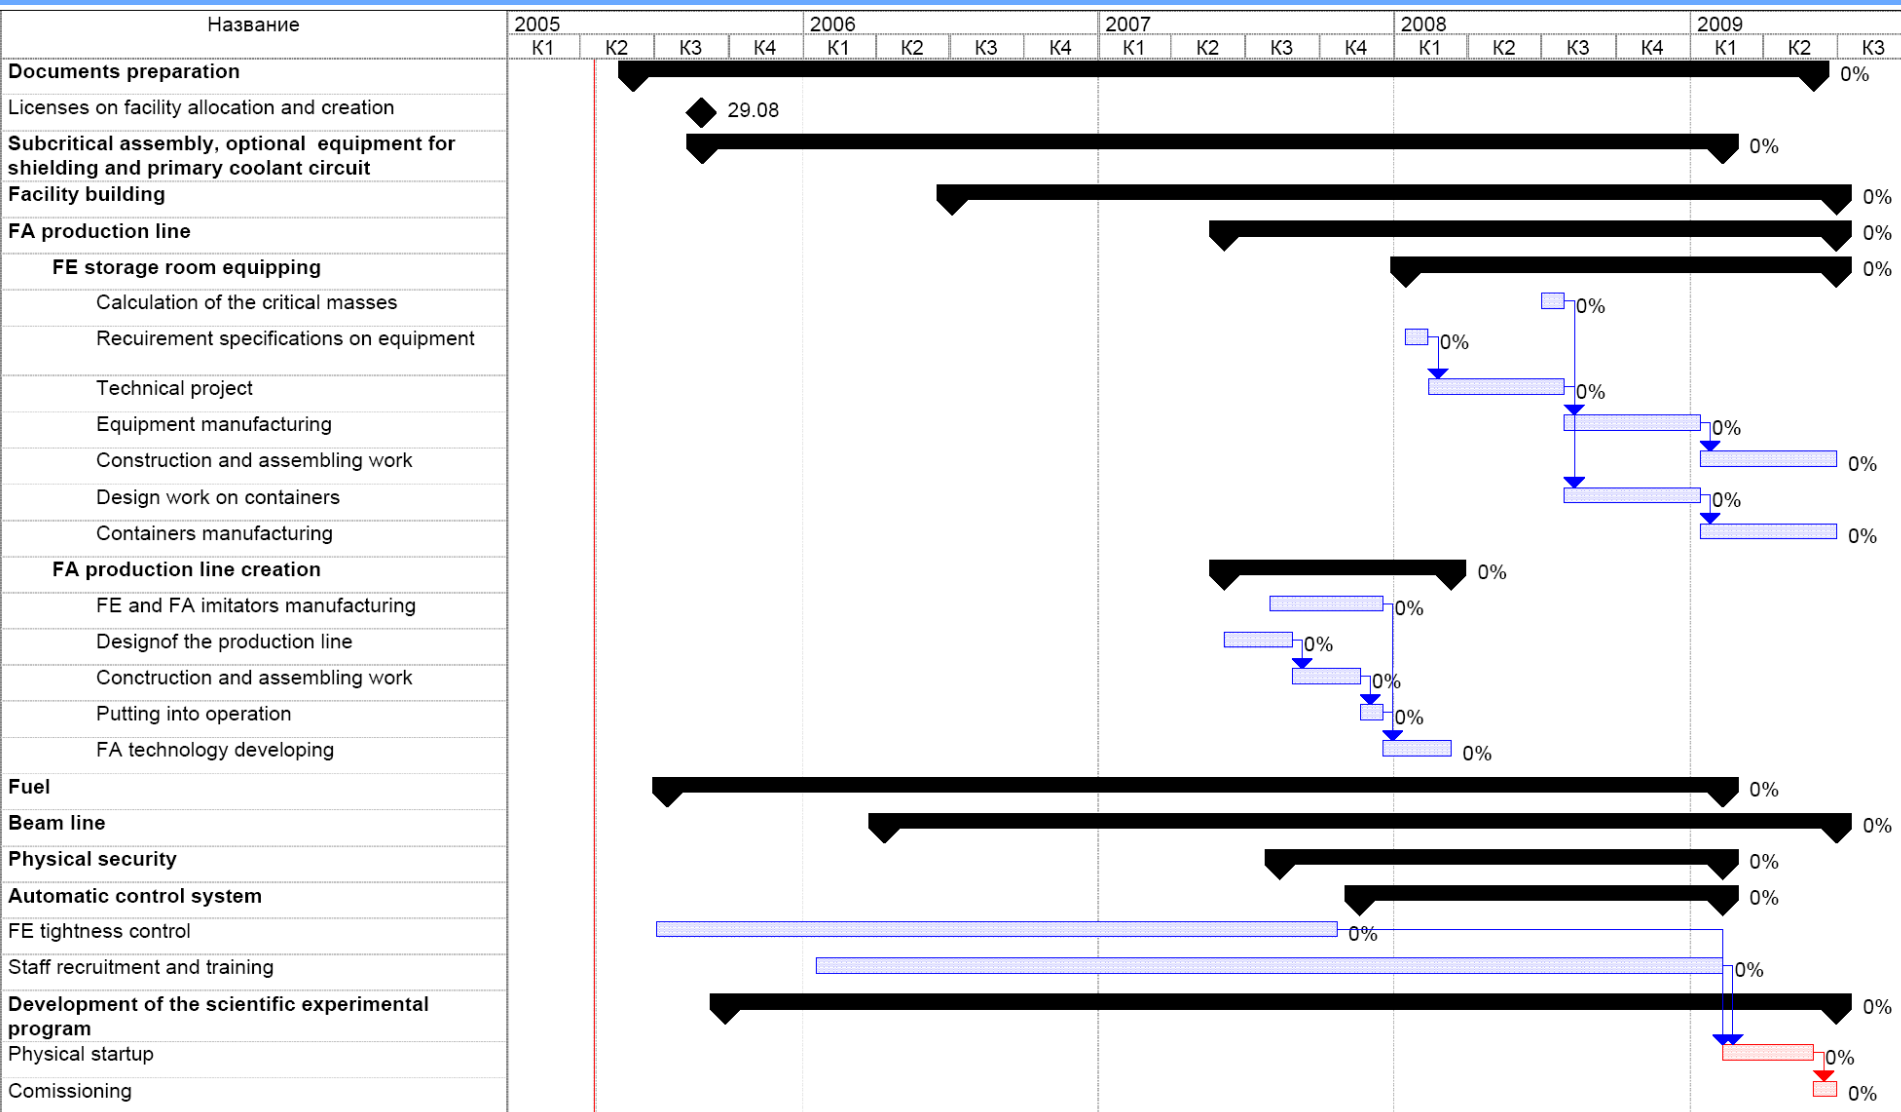 Название 2005 2006 2007 2008 2009
К1 К2 К3 К4 К1 К2 К3 К4 К1 К2 К3 К4 К1 К2 К3 К4 К1 К2 К3
Documents preparation 0%
Licenses on facility allocation and creation 29.08
Subcritical assembly, optional equipment for
shielding and primary coolant circuit 0%
Facility building 0%
FA production line 0%
FE storage room equipping 0%
Calculation of the critical masses 0%
Recuirement specifications on equipment 0%
Technical project 0%
Equipment manufacturing 0%
Construction and assembling work 0%
Design work on containers 0%
Containers manufacturing 0%
FA production line creation 0%
FE and FA imitators manufacturing 0%
Designof the production line 0%
Conctruction and assembling work 0%
Putting into operation 0%
FA technology developing 0%
Fuel 0%
Beam line 0%
Physical security 0%
Automatic control system 0%
FE tightness control 0%
Staff recruitment and training 0%
Development of the scientific experimental
program 0%
Physical startup 0%
Comissioning 0%